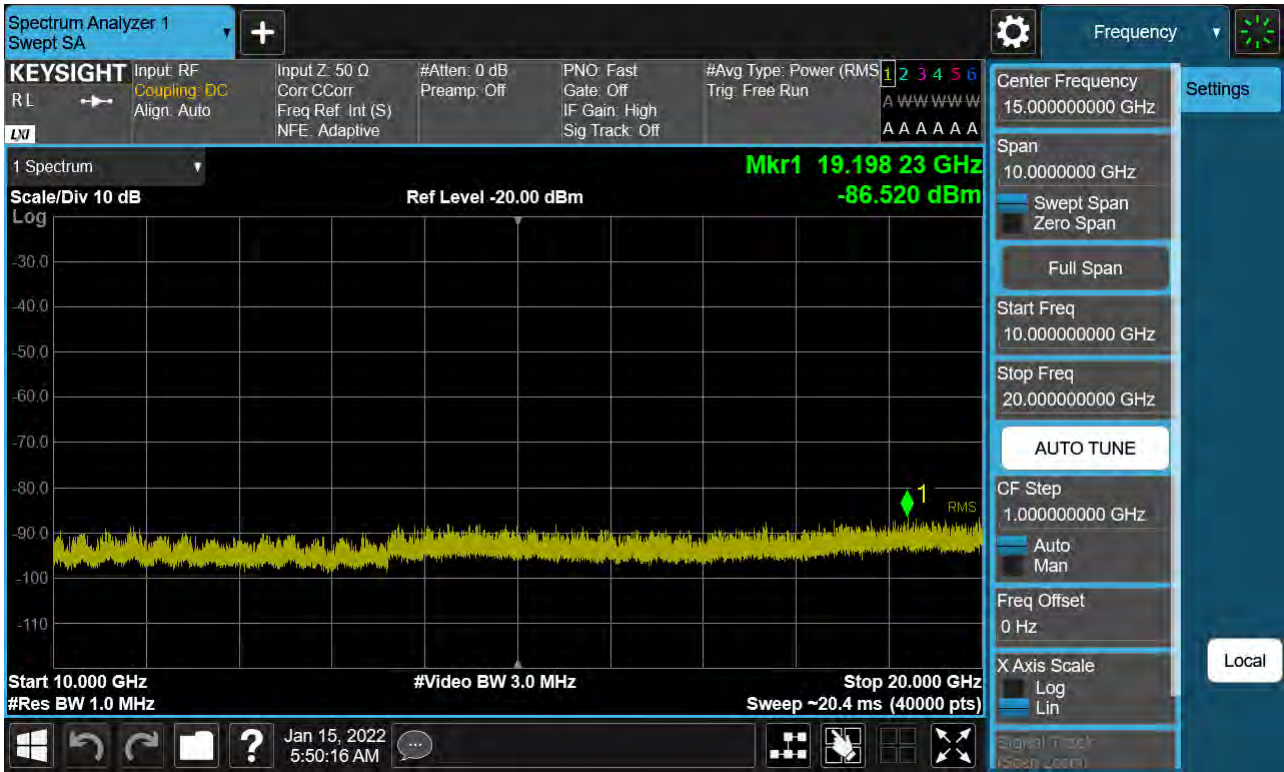 Spectrum Analyzer 1
Swept SA
Frequency
KEYSIGHT
R L
LXI
Input: RF
Coupling: DC
Align: Auto
Input Z: 50 Ω
Corr CCorr
Freq Ref: Int (S)
NFE: Adaptive
#Atten: 0 dB
Preamp: Off
PNO: Fast
Gate: Off
IF Gain: High
Sig Track: Off
#Avg Type: Power (RMS
Trig: Free Run
1 2 3 4 5 6
A W W W W W
A A A A A A
1 Spectrum
Mkr1 19.198 23 GHz
Scale/Div 10 dB
Ref Level -20.00 dBm
-86.520 dBm
Log
-30.0
-40.0
-50.0
-60.0
-70.0
-80.0
1
RMS
-90.0
-100
-110
Start 10.000 GHz
#Video BW 3.0 MHz
Stop 20.000 GHz
#Res BW 1.0 MHz
Sweep ~20.4 ms (40000 pts)
Center Frequency
15.000000000 GHz
Settings
Span
10.0000000 GHz
Swept Span
Zero Span
Full Span
Start Freq
10.000000000 GHz
Stop Freq
20.000000000 GHz
AUTO TUNE
CF Step
1.000000000 GHz
Auto
Man
Freq Offset
0 Hz
X Axis Scale
Log
Lin
Local
Signal Track
(Span Zoom)
?
Jan 15, 2022
5:50:16 AM